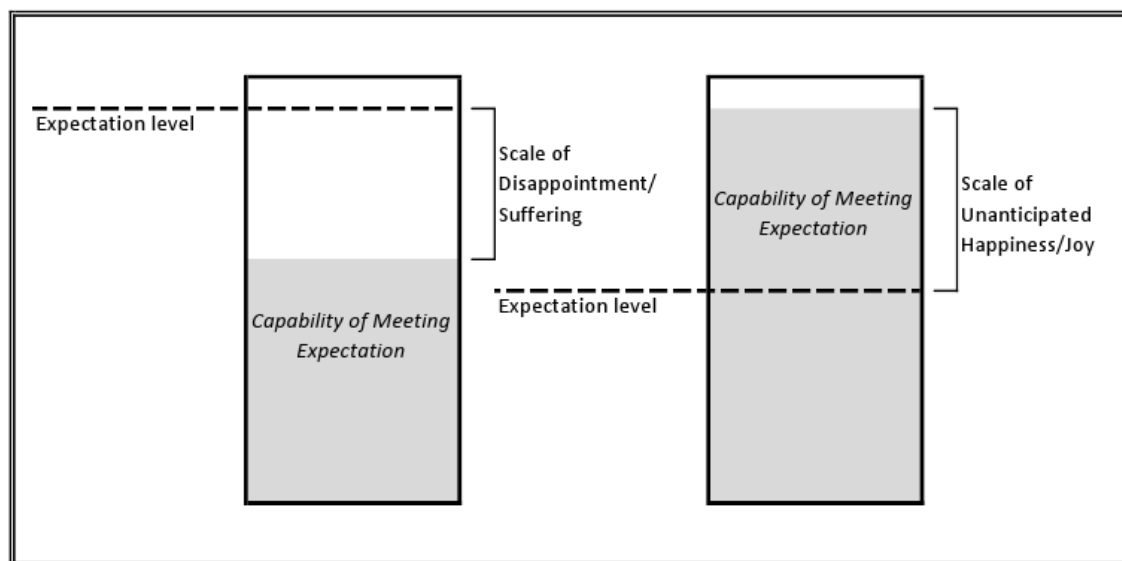 Expectation level
Scale of
Disappointment/
Suffering
Capability of Meeting
Expectation
Capability of Meeting
Expectation
Scale of
Unanticipated
Happiness/Joy
Expectation level